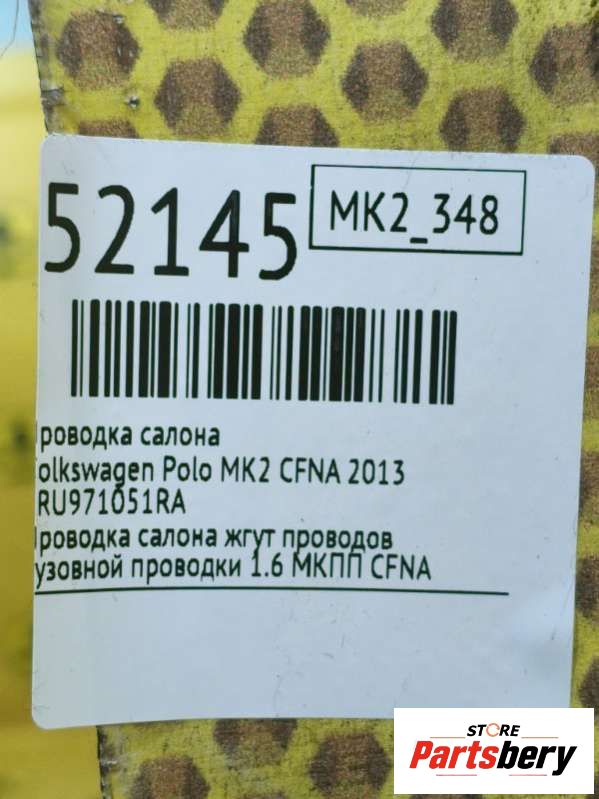 52145
MK2_348
роводка салона
olkswagen Polo MK2 CFNA 2013
RU971051RA
роводка салона жгут проводов
узовной проводки 1.6 МКПП CFNA
STORE
Partsbery